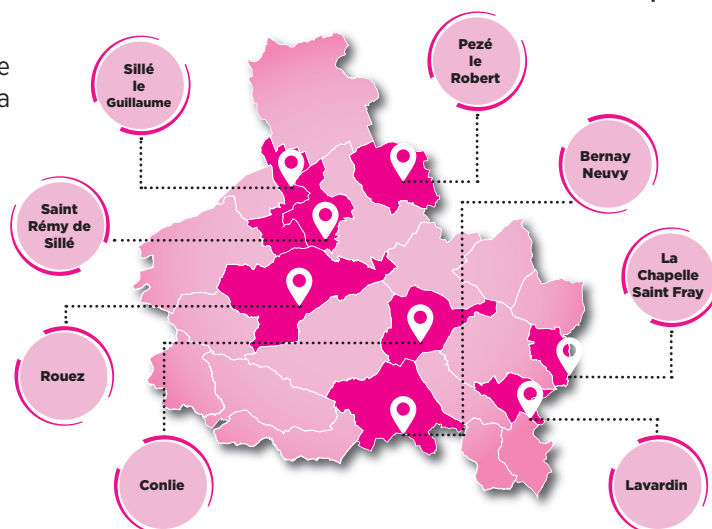 e
a
Sillé
le
Guillaume
Pezé
le
Robert
Bernay
Neuvy
Saint
Rémy de
Sillé
La
Chapelle
Saint Fray
Rouez
Conlie
Lavardin